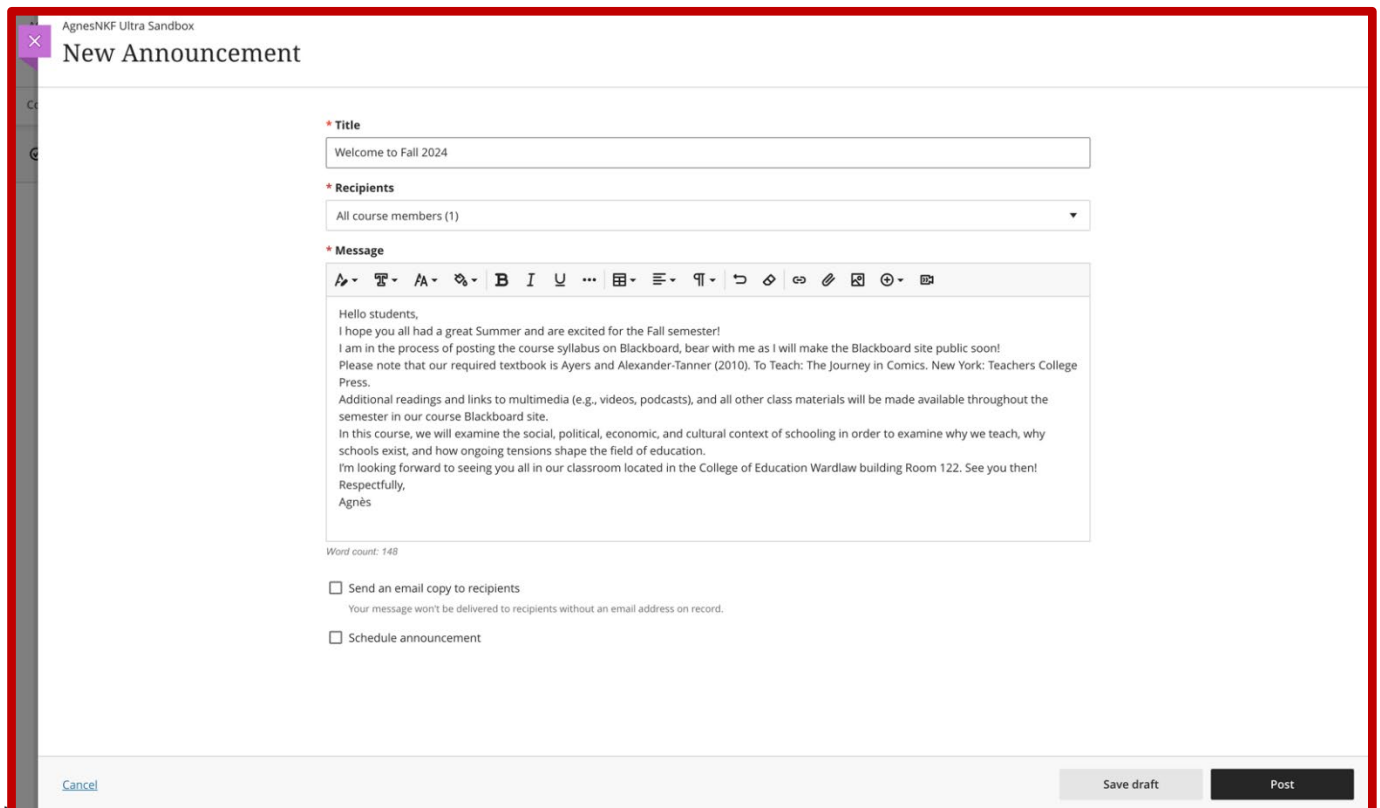 AgnesNKF Ultra Sandbox
New Announcement
* Title
Welcome to Fall 2024
* Recipients
All course members (1)
* Message
Hello students,
I hope you all had a great Summer and are excited for the Fall semester!
I am in the process of posting the course syllabus on Blackboard, bear with me as I will make the Blackboard site public soon!
Please note that our required textbook is Ayers and Alexander-Tanner (2010). To Teach: The Journey in Comics. New York: Teachers College
Press.
Additional readings and links to multimedia (e.g., videos, podcasts), and all other class materials will be made available throughout the
semester in our course Blackboard site.
In this course, we will examine the social, political, economic, and cultural context of schooling in order to examine why we teach, why
schools exist, and how ongoing tensions shape the field of education.
I'm looking forward to seeing you all in our classroom located in the College of Education Wardlaw building Room 122. See you then!
Respectfully,
Agnès
Word count: 148
Send an email copy to recipients
Your message won't be delivered to recipients without an email address on record.
Schedule announcement
Cancel
Save draft
Post